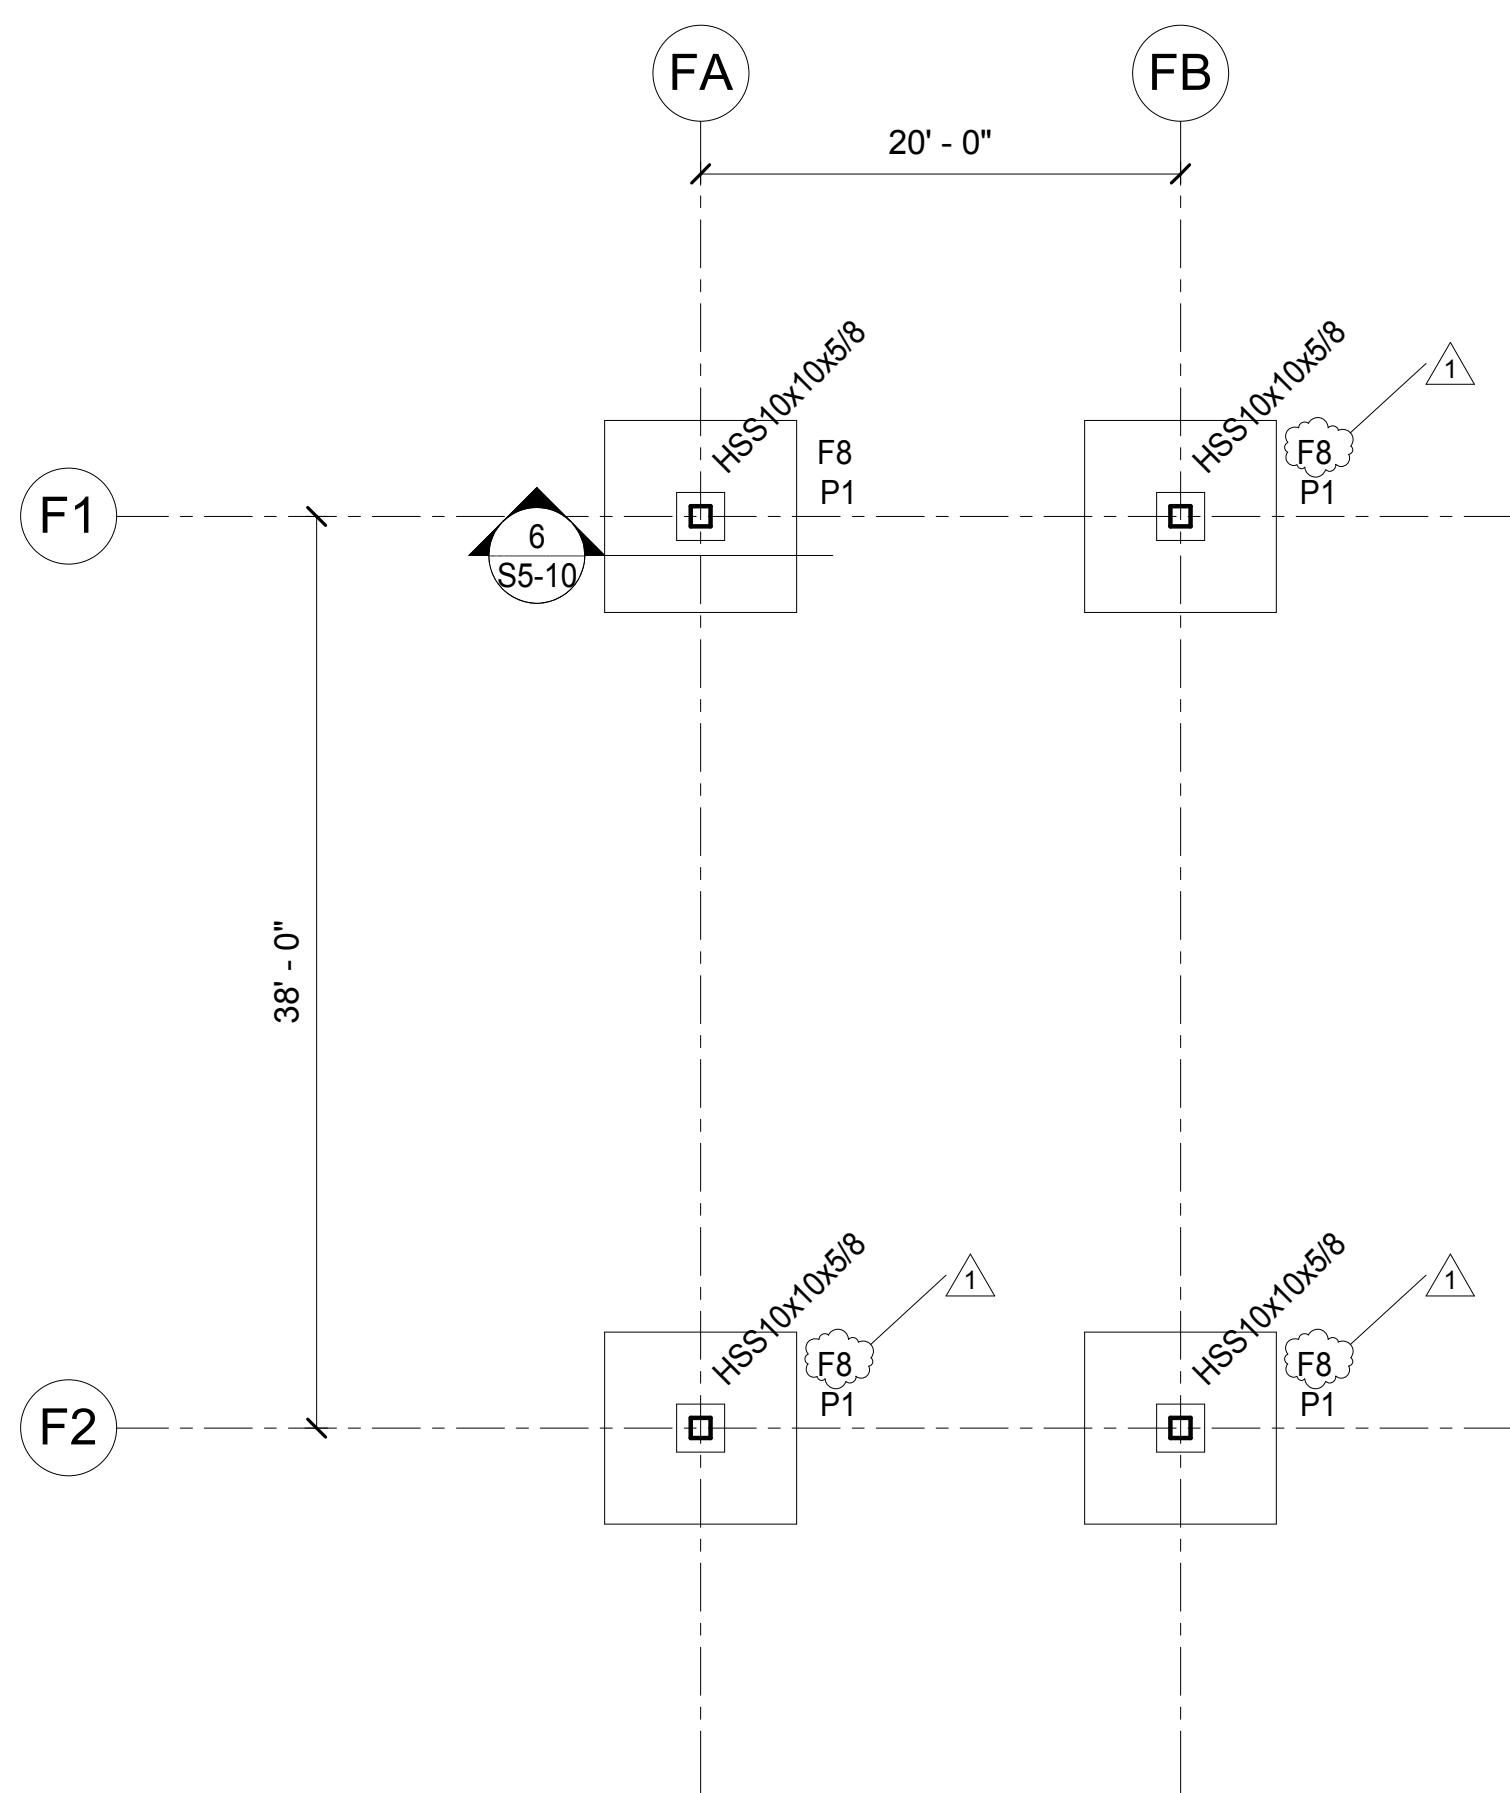 FA
FB
20' - 0"
HSS10x10x5/8
HSS10x10x5/8
1
F8
P1
F8
P1
F1
6
S5-10
38' - 0"
HSS10x10x5/8
HSS10x10x5/8
1
1
F8
P1
F8
P1
F2